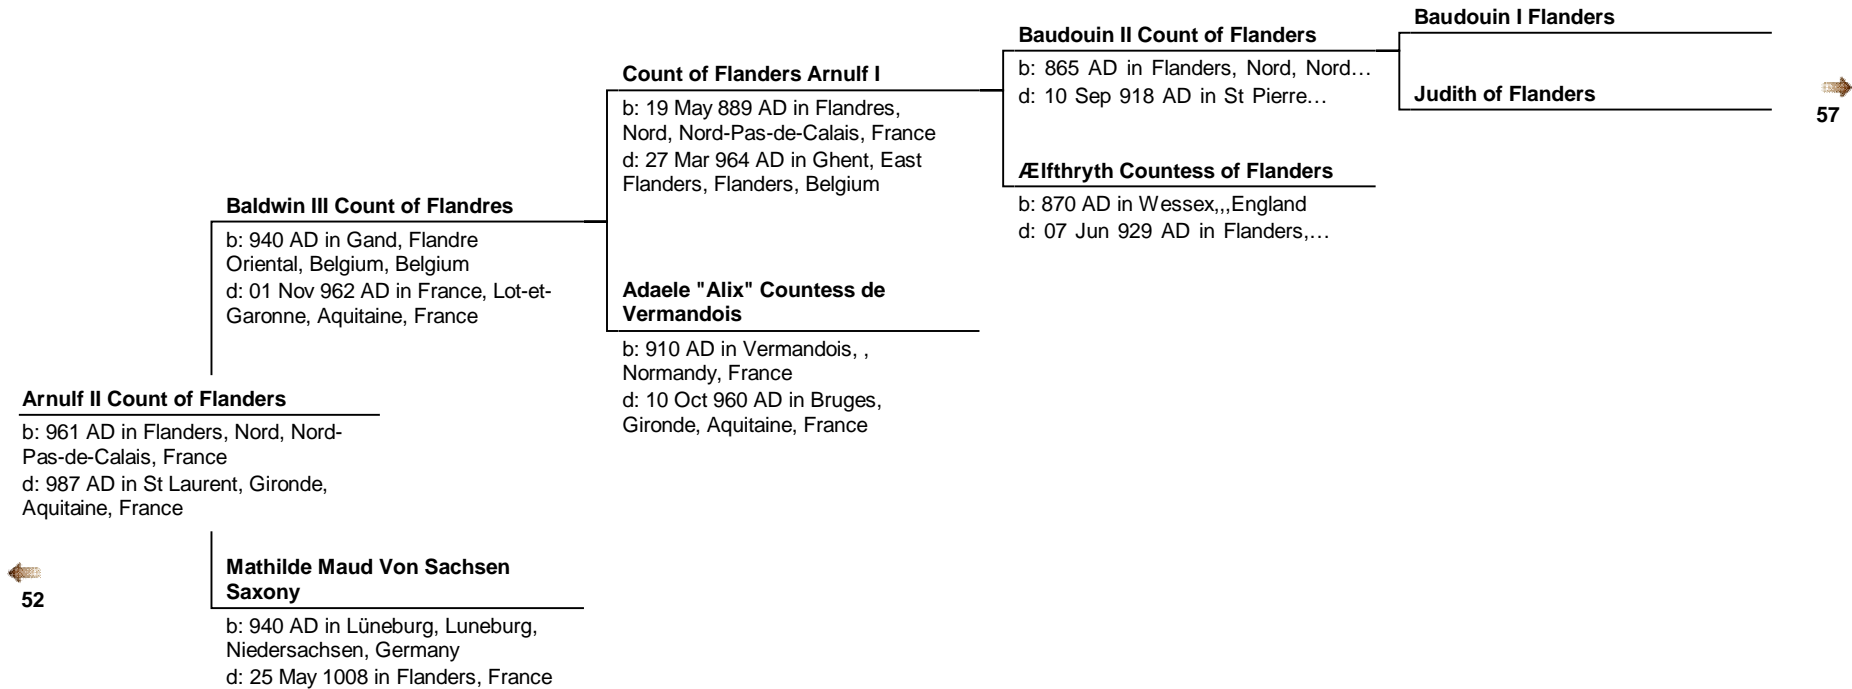 Baudouin I Flanders
Baudouin II Count of Flanders
b: 865 AD in Flanders, Nord, Nord…
d: 10 Sep 918 AD in St Pierre…
Judith of Flanders
57
Count of Flanders Arnulf I
b: 19 May 889 AD in Flandres,
Nord, Nord-Pas-de-Calais, France
d: 27 Mar 964 AD in Ghent, East
Flanders, Flanders, Belgium
Ælfthryth Countess of Flanders
b: 870 AD in Wessex,,,England
d: 07 Jun 929 AD in Flanders,…
Baldwin III Count of Flandres
b: 940 AD in Gand, Flandre
Oriental, Belgium, Belgium
d: 01 Nov 962 AD in France, Lot-et-
Garonne, Aquitaine, France
Adaele "Alix" Countess de
Vermandois
b: 910 AD in Vermandois, ,
Normandy, France
d: 10 Oct 960 AD in Bruges,
Gironde, Aquitaine, France
Arnulf II Count of Flanders
b: 961 AD in Flanders, Nord, Nord-
Pas-de-Calais, France
d: 987 AD in St Laurent, Gironde,
Aquitaine, France
52
Mathilde Maud Von Sachsen
Saxony
b: 940 AD in Lüneburg, Luneburg,
Niedersachsen, Germany
d: 25 May 1008 in Flanders, France